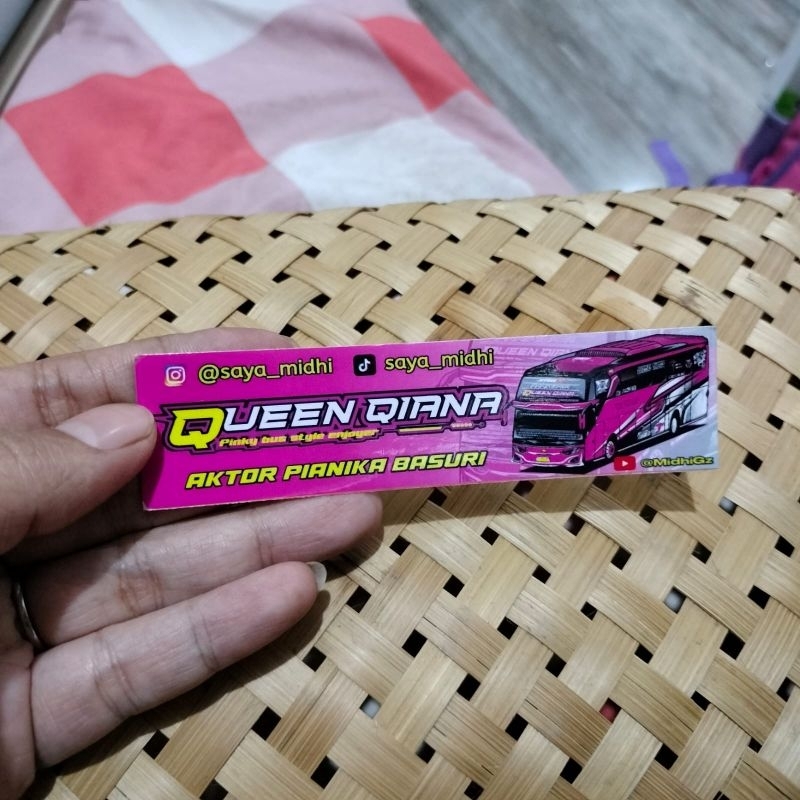 @saya_midhi saya_midhi
QUEEN QIANA
Pinky bus style enjoyer
AKTOR PIANIKA BASURI
@MidhiGz